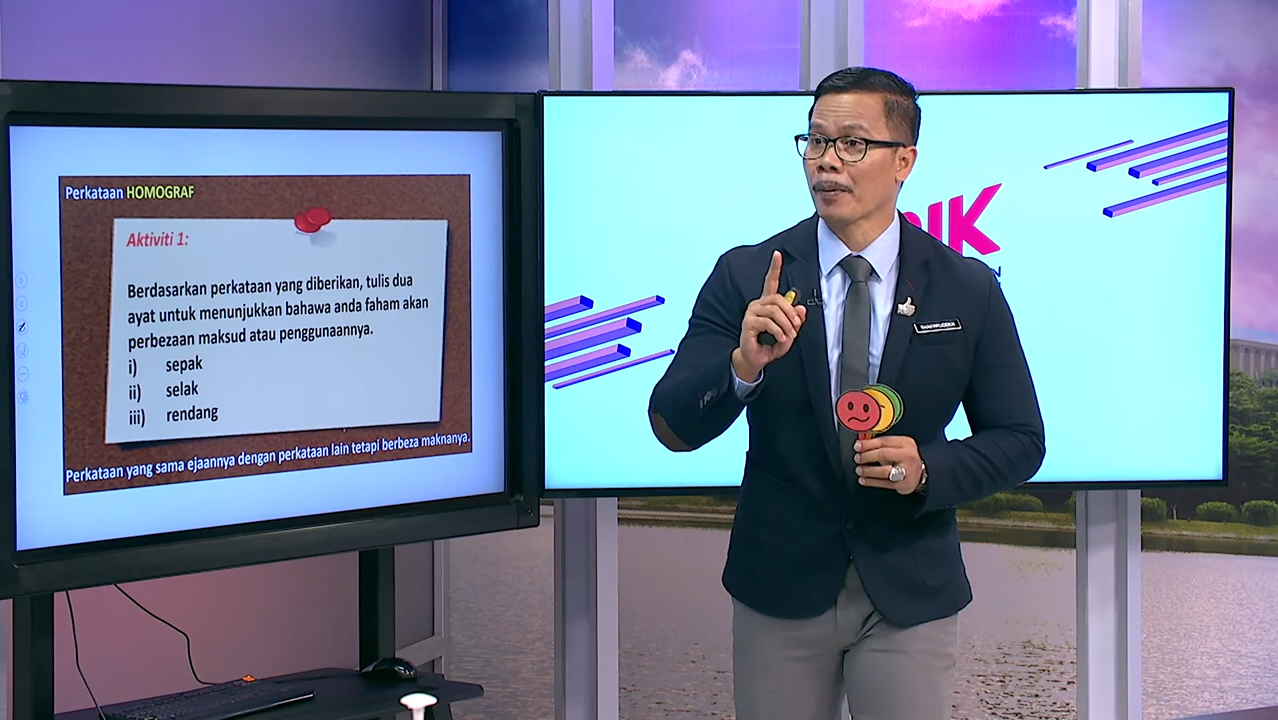 Perkataan HOMOGRAF
Aktiviti 1:
Berdasarkan perkataan yang diberikan, tulis dua
ayat untuk menunjukkan bahawa anda faham akan
perbezaan maksud atau penggunaannya.
i) sepak
ii) selak
iii) rendang
Perkataan yang sama ejaannya dengan perkataan lain tetapi berbeza maknanya.